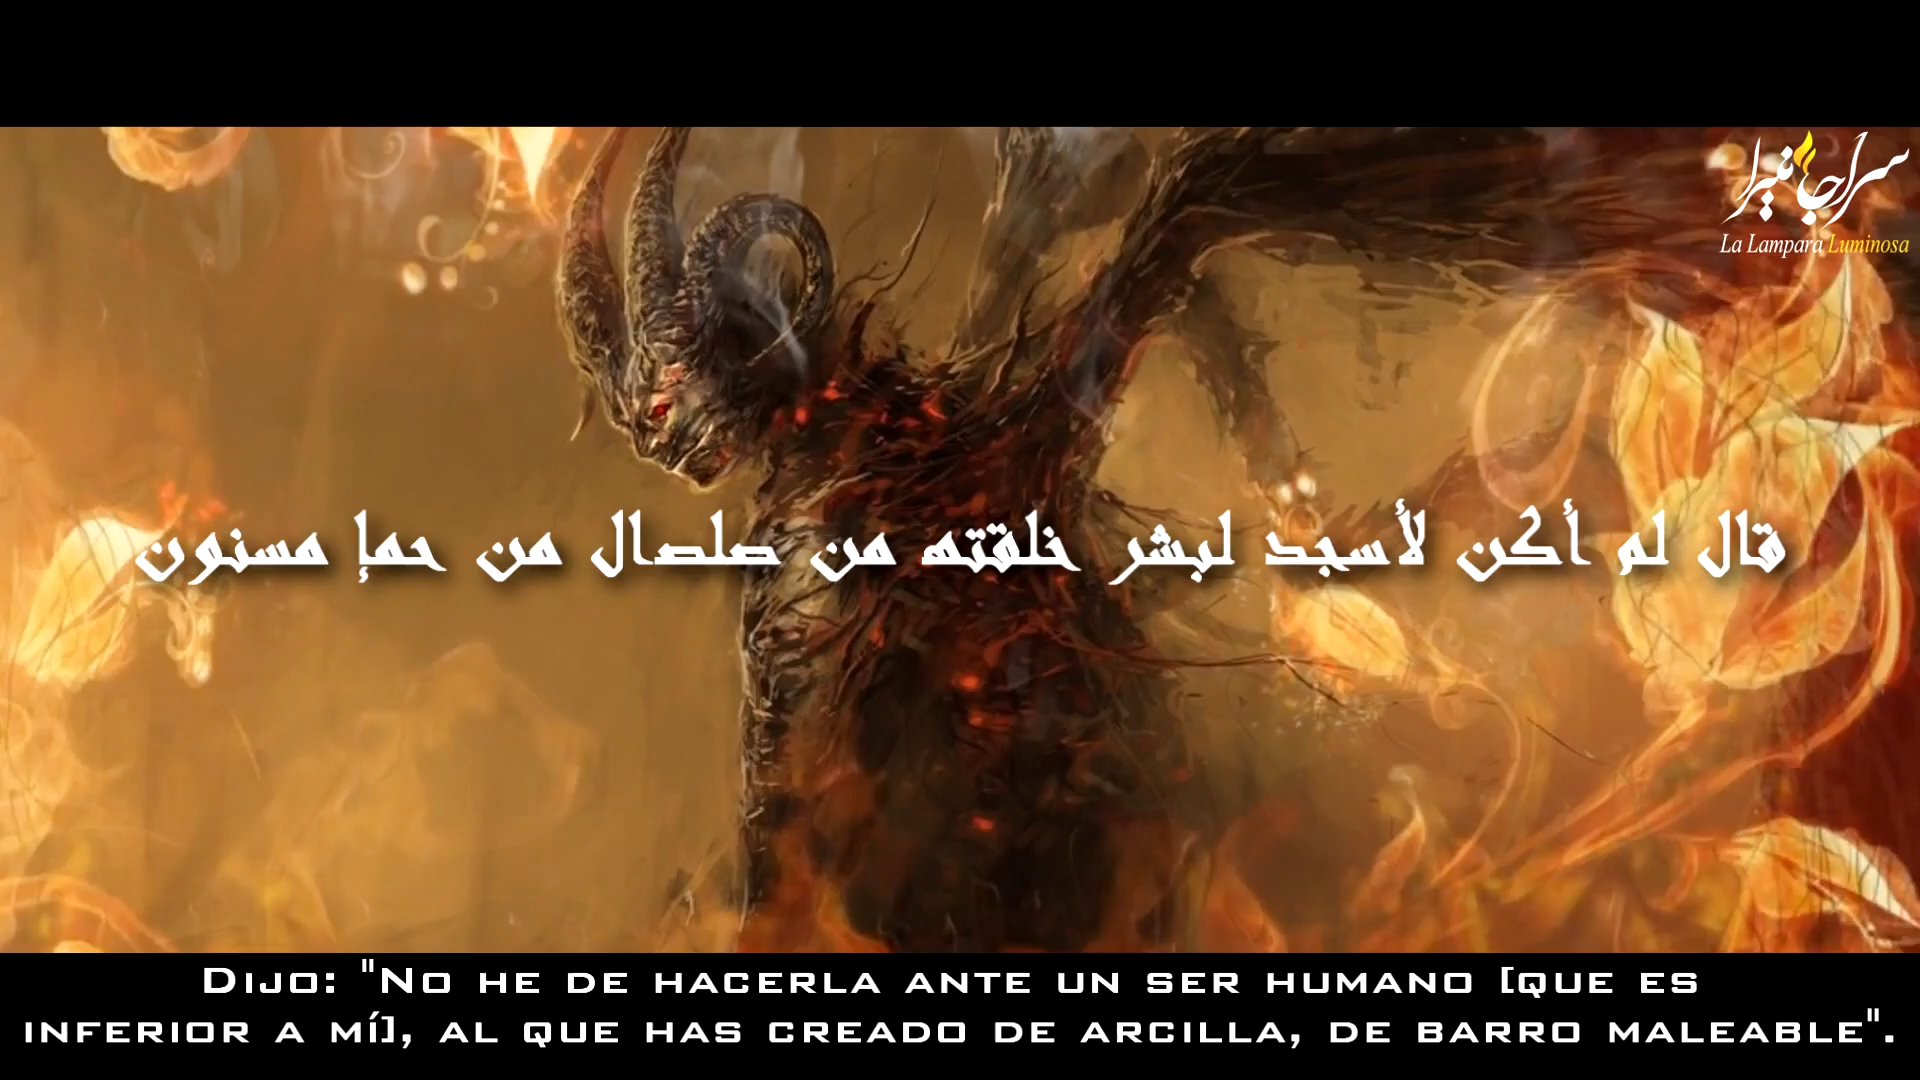 سراجا منيرا
La Lampara Luminosa
قال لم أكن لأسجد لبشر خلقته من صلصال من حمإ مسنون
Dijo: "No he de hacerla ante un ser humano [que es
inferior a mí], al que has creado de arcilla, de barro maleable".